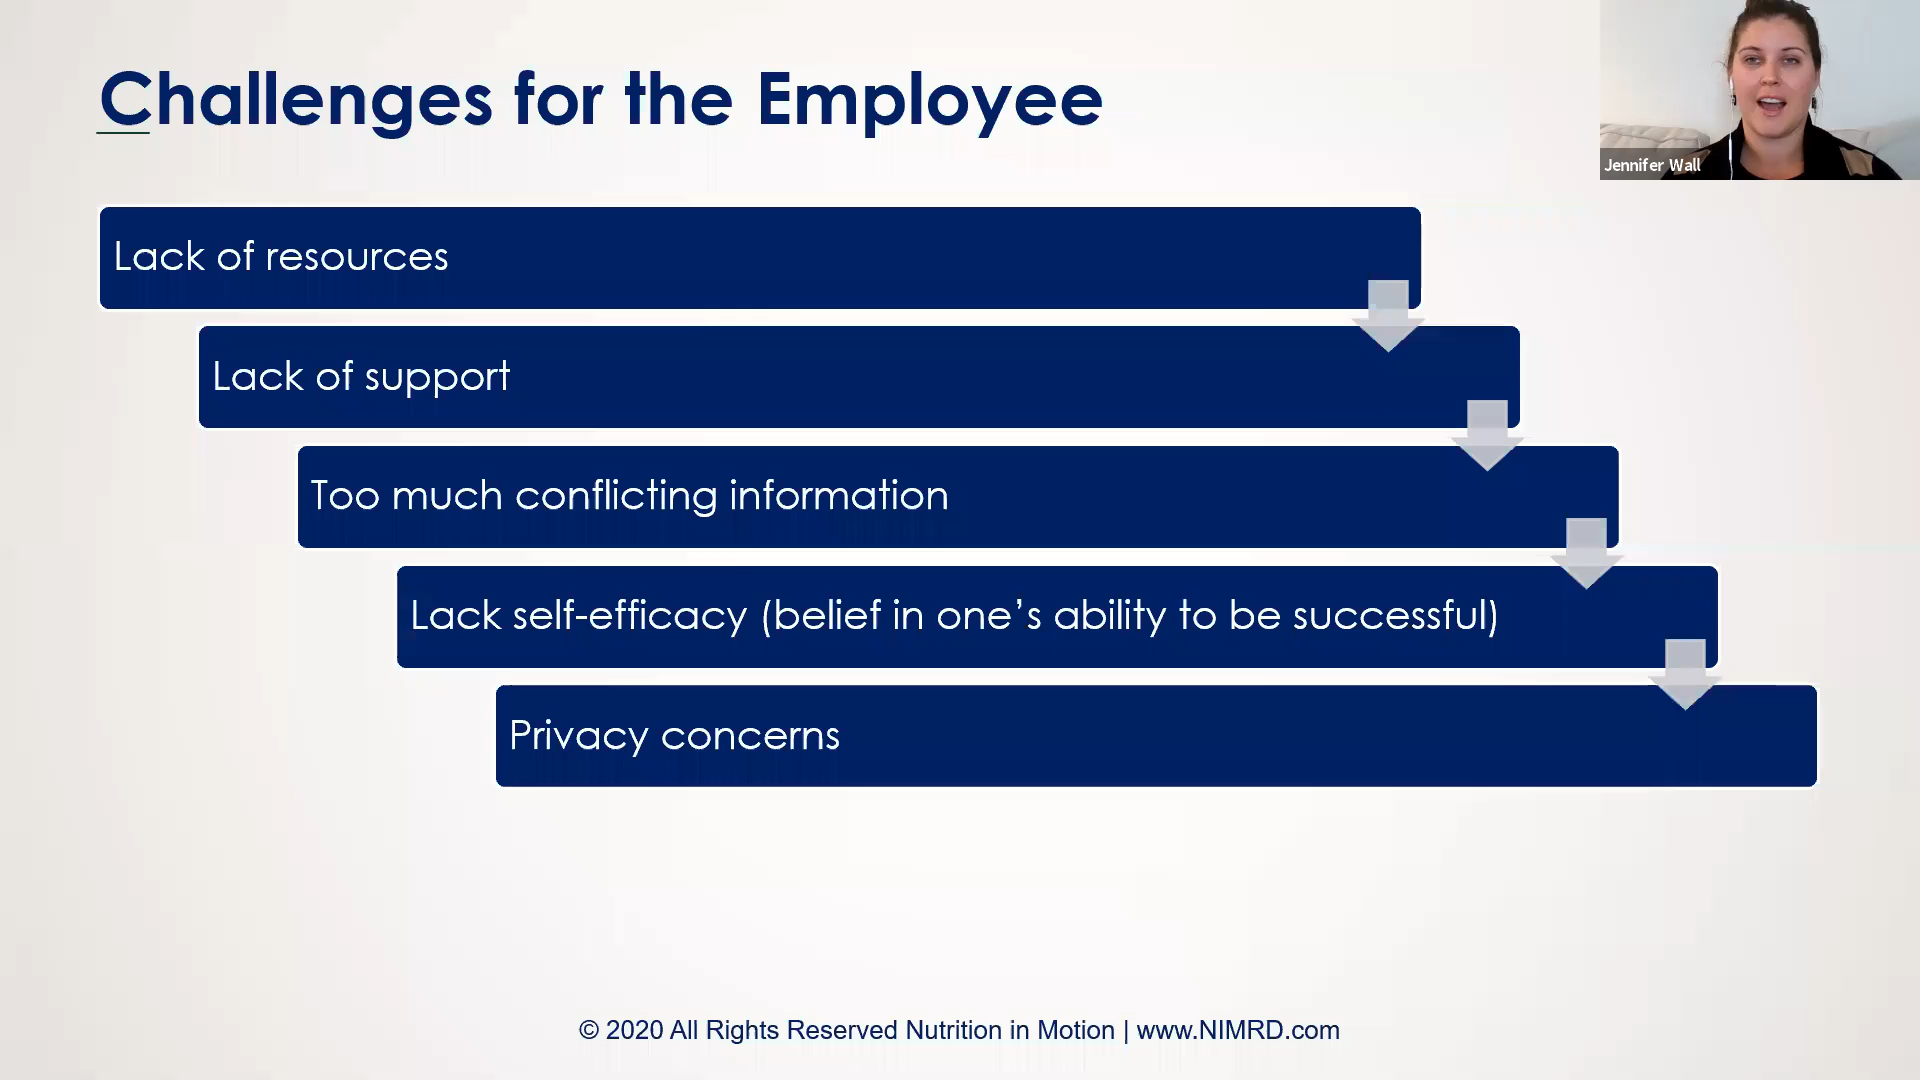 Challenges for the Employee
Jennifer Wall
Lack of resources
Lack of support
Too much conflicting information
Lack self-efficacy (belief in one’s ability to be successful)
Privacy concerns
© 2020 All Rights Reserved Nutrition in Motion | www.NIMRD.com